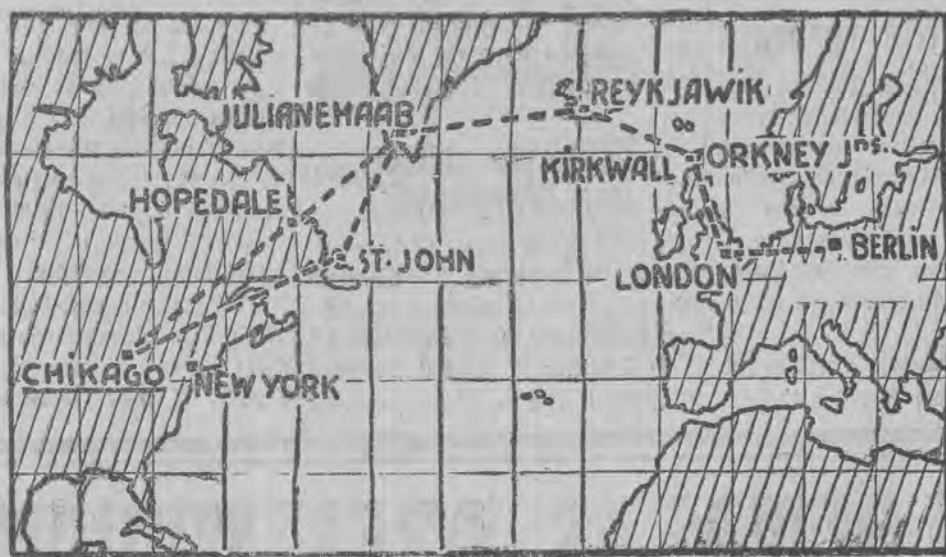 REYKJAWIK
JULIANEHAAB
KIRKWALL
ORKNEY Jns.
HOPEDALE
ST. JOHN
BERLIN
LONDON
CHIKAGO
NEW YORK